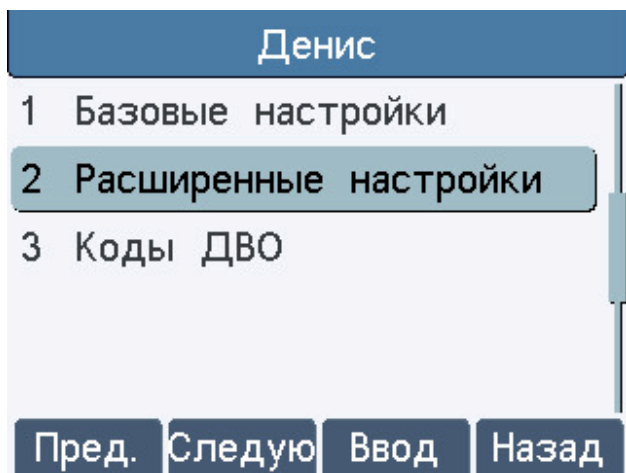 Денис
1 Базовые настройки
2 Расширенные настройки
3 Коды ДВО
Пред. Следую Ввод Назад